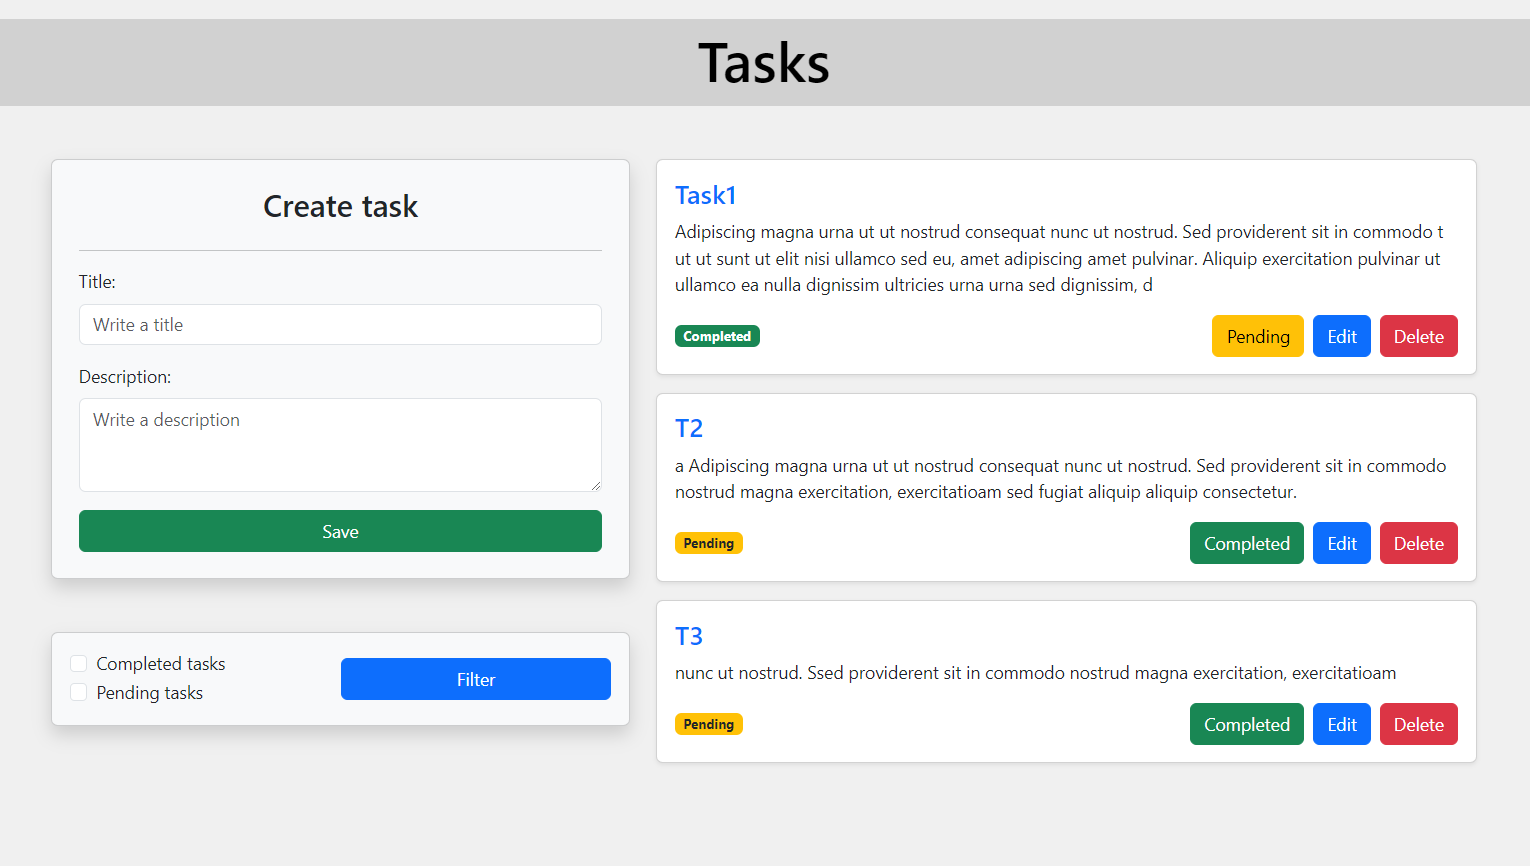 Tasks
Create task
Title:
Write a title
Description:
Write a description
Save
Completed tasks
Pending tasks
Filter
Task1
Adipiscing magna urna ut ut nostrud consequat nunc ut nostrud. Sed providerent sit in commodo t
ut ut sunt ut elit nisi ullamco sed eu, amet adipiscing amet pulvinar. Aliquip exercitation pulvinar ut
ullamco ea nulla dignissim ultricies urna urna sed dignissim, d
Completed
Pending Edit Delete
T2
a Adipiscing magna urna ut ut nostrud consequat nunc ut nostrud. Sed providerent sit in commodo
nostrud magna exercitation, exercitatioam sed fugiat aliquip aliquip consectetur.
Pending
Completed Edit Delete
T3
nunc ut nostrud. Ssed providerent sit in commodo nostrud magna exercitation, exercitatioam
Pending
Completed Edit Delete